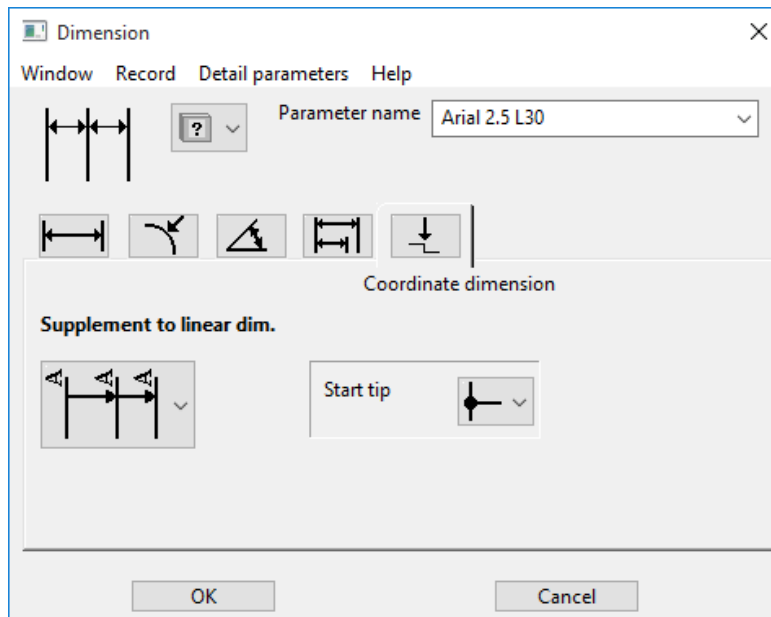 Dimension
Window Record Detail parameters Help
Parameter name Arial 2.5 L30
Coordinate dimension
Supplement to linear dim.
A A A
Start tip
OK Cancel